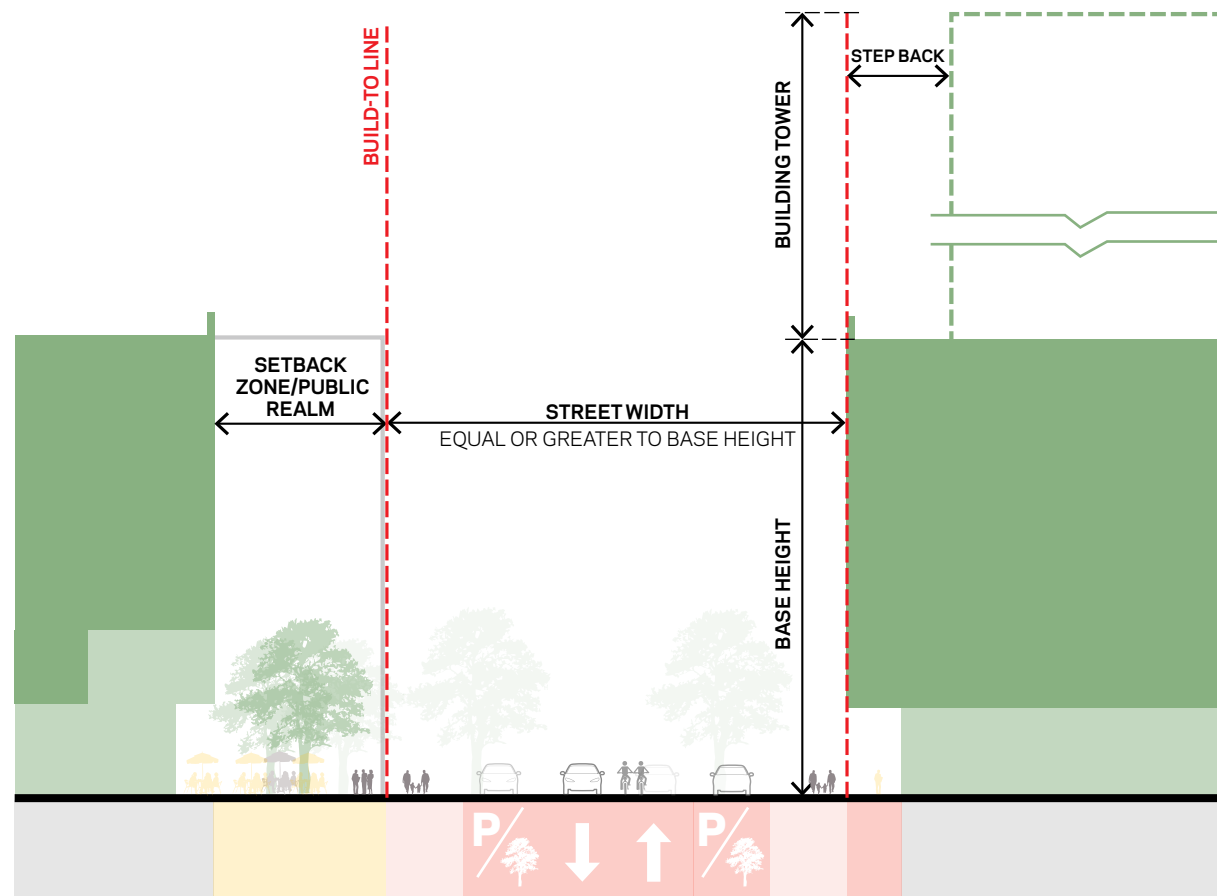 BUILD-TO LINE
STEP BACK
BUILDING TOWER
SETBACK
ZONE/PUBLIC
REALM
STREET WIDTH
EQUAL OR GREATER TO BASE HEIGHT
BASE HEIGHT
P
P